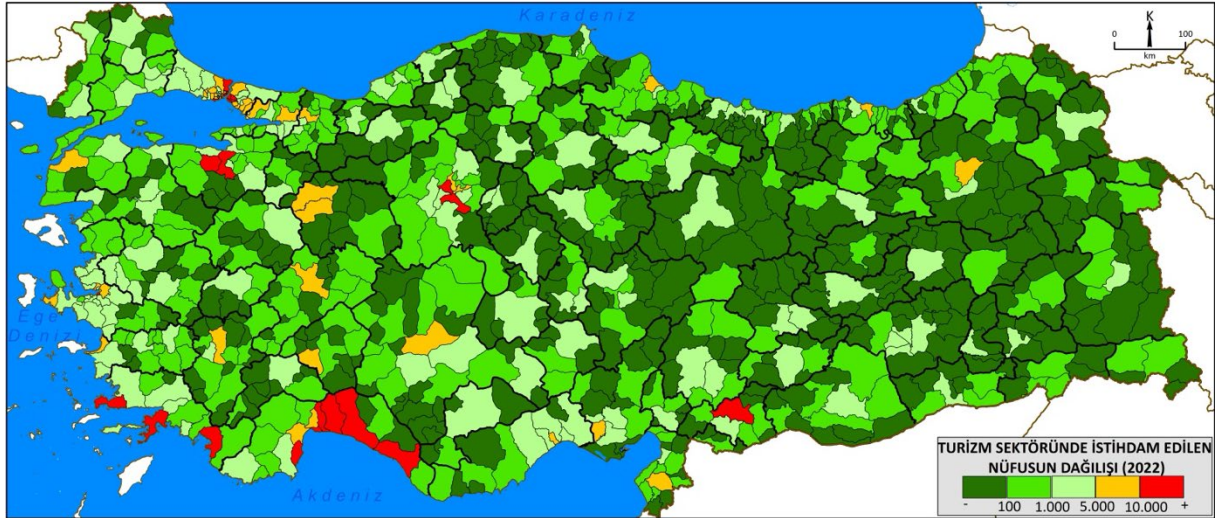 Karadeniz
K
0 100
km
Ege
Denizi
Akdeniz
TURİZM SEKTÖRÜNDE İSTİHDAM EDİLEN
NÜFUSUN DAĞILIŞI (2022)
- 100 1.000 5.000 10.000 +